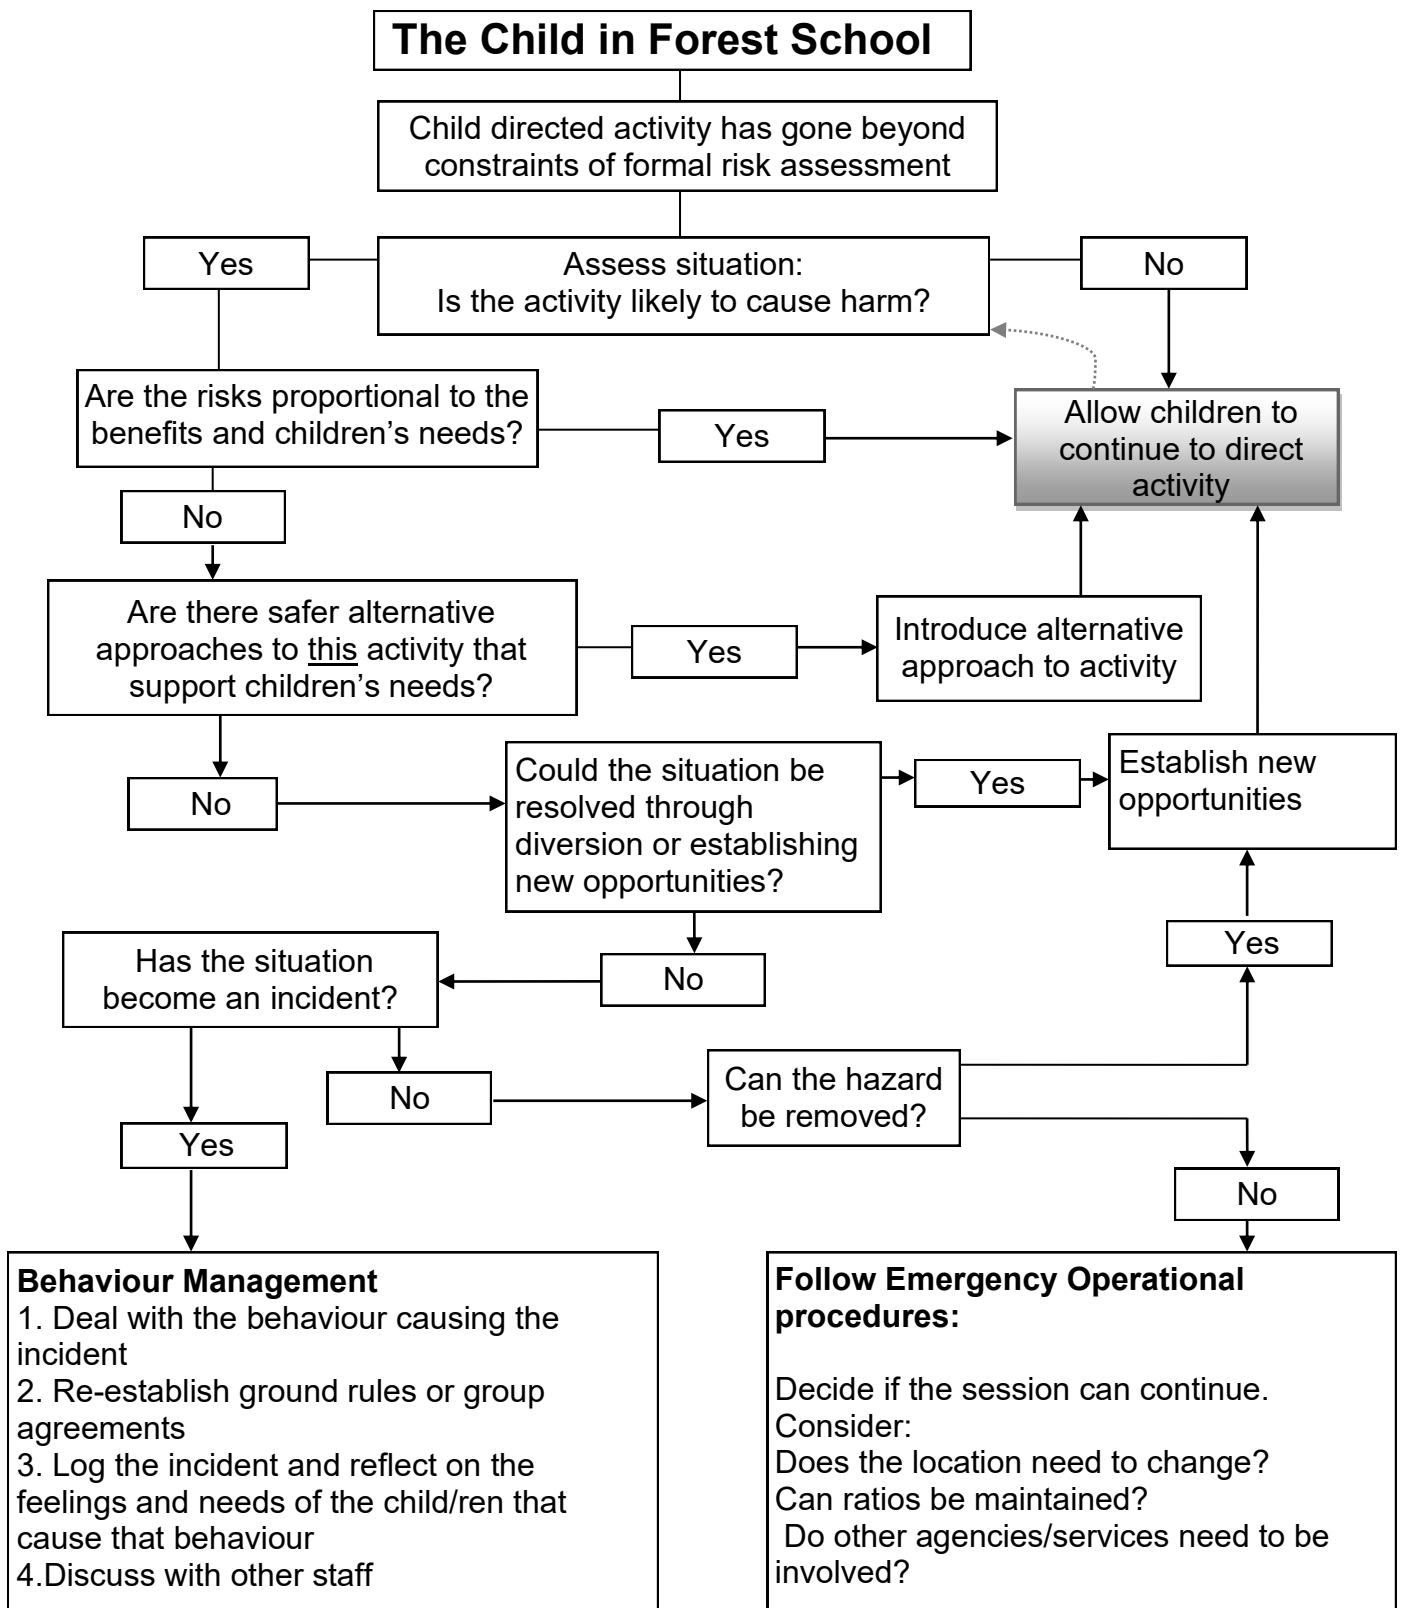 The Child in Forest School
Child directed activity has gone beyond
constraints of formal risk assessment
Yes
Assess situation:
Is the activity likely to cause harm?
No
Are the risks proportional to the
benefits and children’s needs?
Yes
Allow children to
continue to direct
activity
No
Are there safer alternative
approaches to this activity that
support children’s needs?
Yes
Introduce alternative
approach to activity
No
Could the situation be
resolved through
diversion or establishing
new opportunities?
Yes
Establish new
opportunities
Has the situation
become an incident?
No
Yes
No
Can the hazard
be removed?
Yes
No
Behaviour Management
1. Deal with the behaviour causing the
incident
2. Re-establish ground rules or group
agreements
3. Log the incident and reflect on the
feelings and needs of the child/ren that
cause that behaviour
4.Discuss with other staff
Follow Emergency Operational
procedures:
Decide if the session can continue.
Consider:
Does the location need to change?
Can ratios be maintained?
Do other agencies/services need to be
involved?